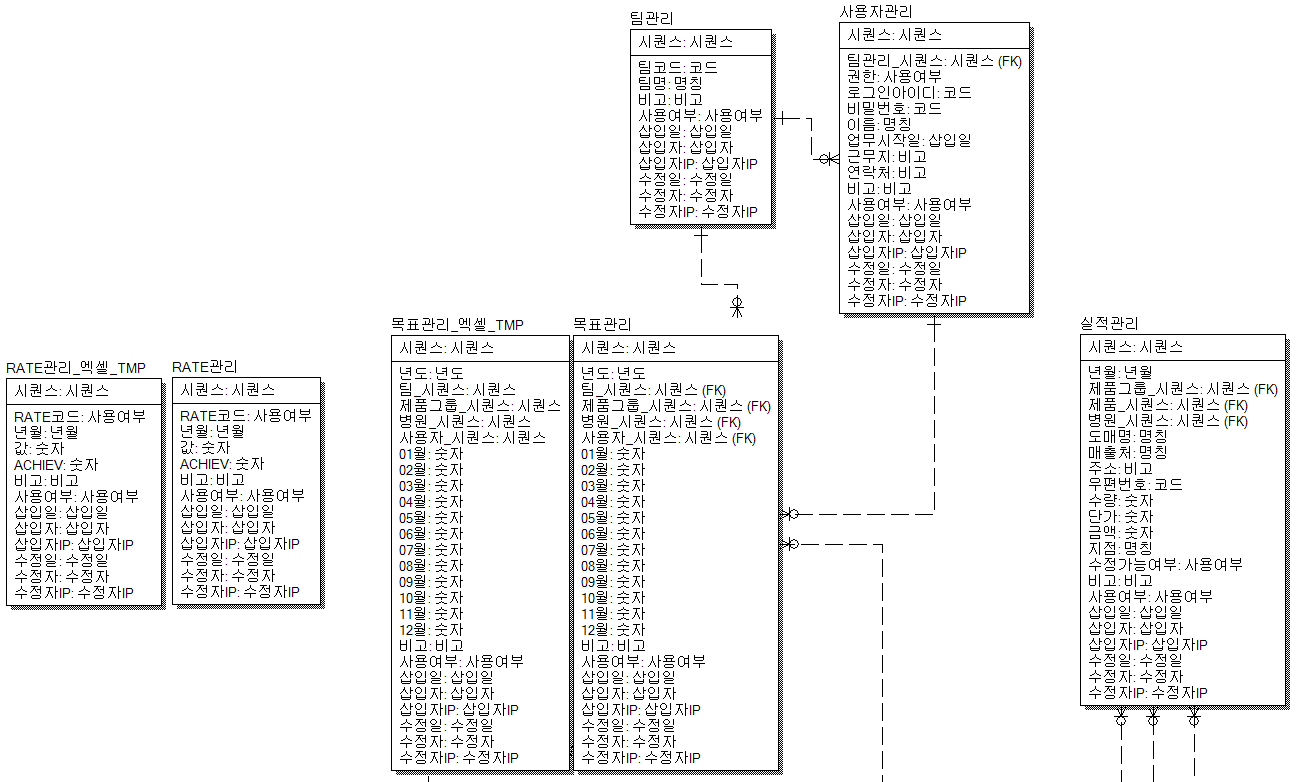 팀관리
시퀀스: 시퀀스
팀코드: 코드
팀명: 명칭
비고: 비고
사용여부: 사용여부
삽입일: 삽입일
삽입자: 삽입자
삽입자IP: 삽입자IP
수정일: 수정일
수정자: 수정자
수정자IP: 수정자IP
사용자관리
시퀀스: 시퀀스
팀관리_시퀀스: 시퀀스 (FK)
권한: 사용여부
로그인아이디: 코드
비밀번호: 코드
이름: 명칭
업무시작일: 삽입일
근무지: 비고
연락처: 비고
비고: 비고
사용여부: 사용여부
삽입일: 삽입일
삽입자: 삽입자
삽입자IP: 삽입자IP
수정일: 수정일
수정자: 수정자
수정자IP: 수정자IP
RATE관리_엑셀_TMP
시퀀스: 시퀀스
RATE코드: 사용여부
년월: 년월
값: 숫자
ACHIEV: 숫자
비고: 비고
사용여부: 사용여부
삽입일: 삽입일
삽입자: 삽입자
삽입자IP: 삽입자IP
수정일: 수정일
수정자: 수정자
수정자IP: 수정자IP
RATE관리
시퀀스: 시퀀스
RATE코드: 사용여부
년월: 년월
값: 숫자
ACHIEV: 숫자
비고: 비고
사용여부: 사용여부
삽입일: 삽입일
삽입자: 삽입자
삽입자IP: 삽입자IP
수정일: 수정일
수정자: 수정자
수정자IP: 수정자IP
목표관리_엑셀_TMP
시퀀스: 시퀀스
년도: 년도
팀_시퀀스: 시퀀스
제품그룹_시퀀스: 시퀀스
병원_시퀀스: 시퀀스
사용자_시퀀스: 시퀀스
01월: 숫자
02월: 숫자
03월: 숫자
04월: 숫자
05월: 숫자
06월: 숫자
07월: 숫자
08월: 숫자
09월: 숫자
10월: 숫자
11월: 숫자
12월: 숫자
비고: 비고
사용여부: 사용여부
삽입일: 삽입일
삽입자: 삽입자
삽입자IP: 삽입자IP
수정일: 수정일
수정자: 수정자
수정자IP: 수정자IP
목표관리
시퀀스: 시퀀스
년도: 년도
팀_시퀀스: 시퀀스 (FK)
제품그룹_시퀀스: 시퀀스 (FK)
병원_시퀀스: 시퀀스 (FK)
사용자_시퀀스: 시퀀스 (FK)
01월: 숫자
02월: 숫자
03월: 숫자
04월: 숫자
05월: 숫자
06월: 숫자
07월: 숫자
08월: 숫자
09월: 숫자
10월: 숫자
11월: 숫자
12월: 숫자
비고: 비고
사용여부: 사용여부
삽입일: 삽입일
삽입자: 삽입자
삽입자IP: 삽입자IP
수정일: 수정일
수정자: 수정자
수정자IP: 수정자IP
실적관리
시퀀스: 시퀀스
년월: 년월
제품그룹_시퀀스: 시퀀스 (FK)
제품_시퀀스: 시퀀스 (FK)
병원_시퀀스: 시퀀스 (FK)
도매명: 명칭
매출처: 명칭
주소: 비고
우편번호: 코드
수량: 숫자
단가: 숫자
금액: 숫자
지점: 명칭
수정가능여부: 사용여부
비고: 비고
사용여부: 사용여부
삽입일: 삽입일
삽입자: 삽입자
삽입자IP: 삽입자IP
수정일: 수정일
수정자: 수정자
수정자IP: 수정자IP